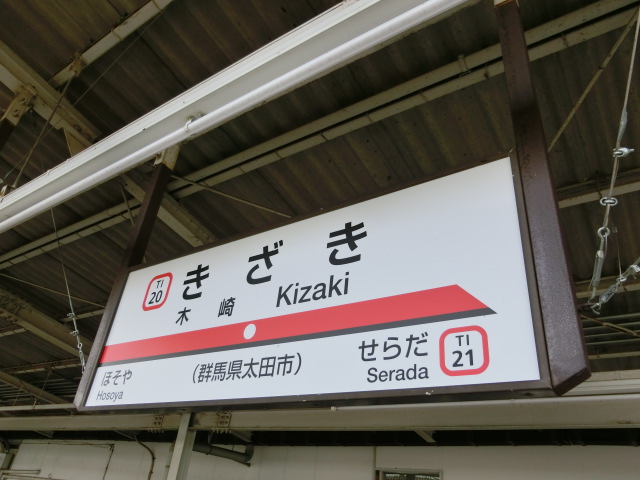 TI
20
きざき
木崎 Kizaki
ほそや
Hosoya
(群馬県太田市)
せらだ
Serada
TI
21